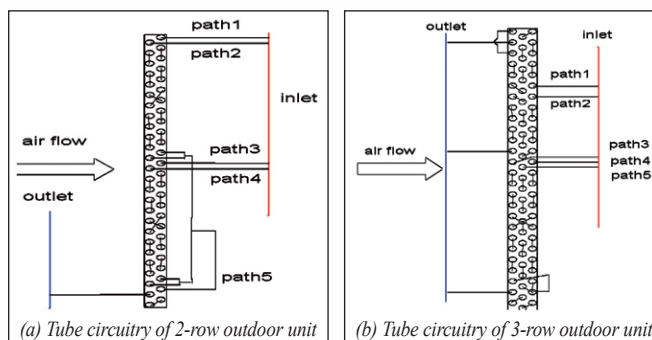 path1
path2
inlet
path3
air flow
path4
outlet
path5
(a) Tube circuitry of 2-row outdoor unit
outlet
inlet
path1
path2
path3
air flow
path4
path5
(b) Tube circuitry of 3-row outdoor unit